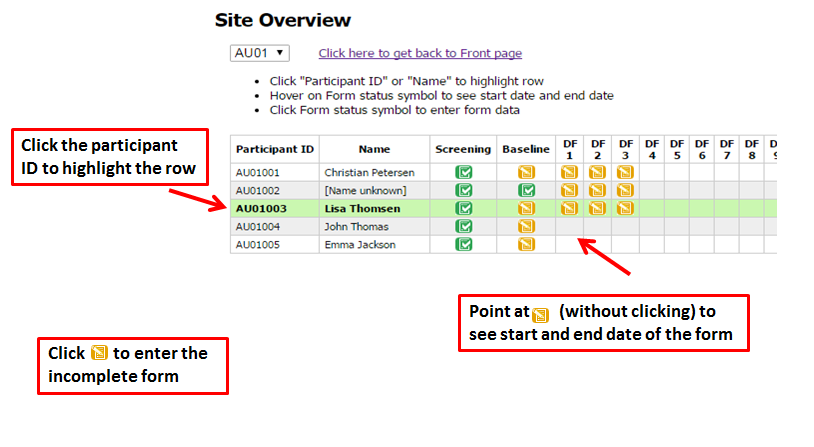 Site Overview
AU01
Click here to get back to Front page
Click "Participant ID" or "Name" to highlight row
Hover on Form status symbol to see start date and end date
Click Form status symbol to enter form data
Click the participant
ID to highlight the row
Participant ID Name Screening Baseline DF 1 DF 2 DF 3 DF 4 DF 5 DF 6 DF 7 DF 8
AU01001 Christian Petersen
AU01002 [Name unknown]
AU01003 Lisa Thomsen
AU01004 John Thomas
AU01005 Emma Jackson
Point at (without clicking) to
see start and end date of the form
Click to enter the
incomplete form